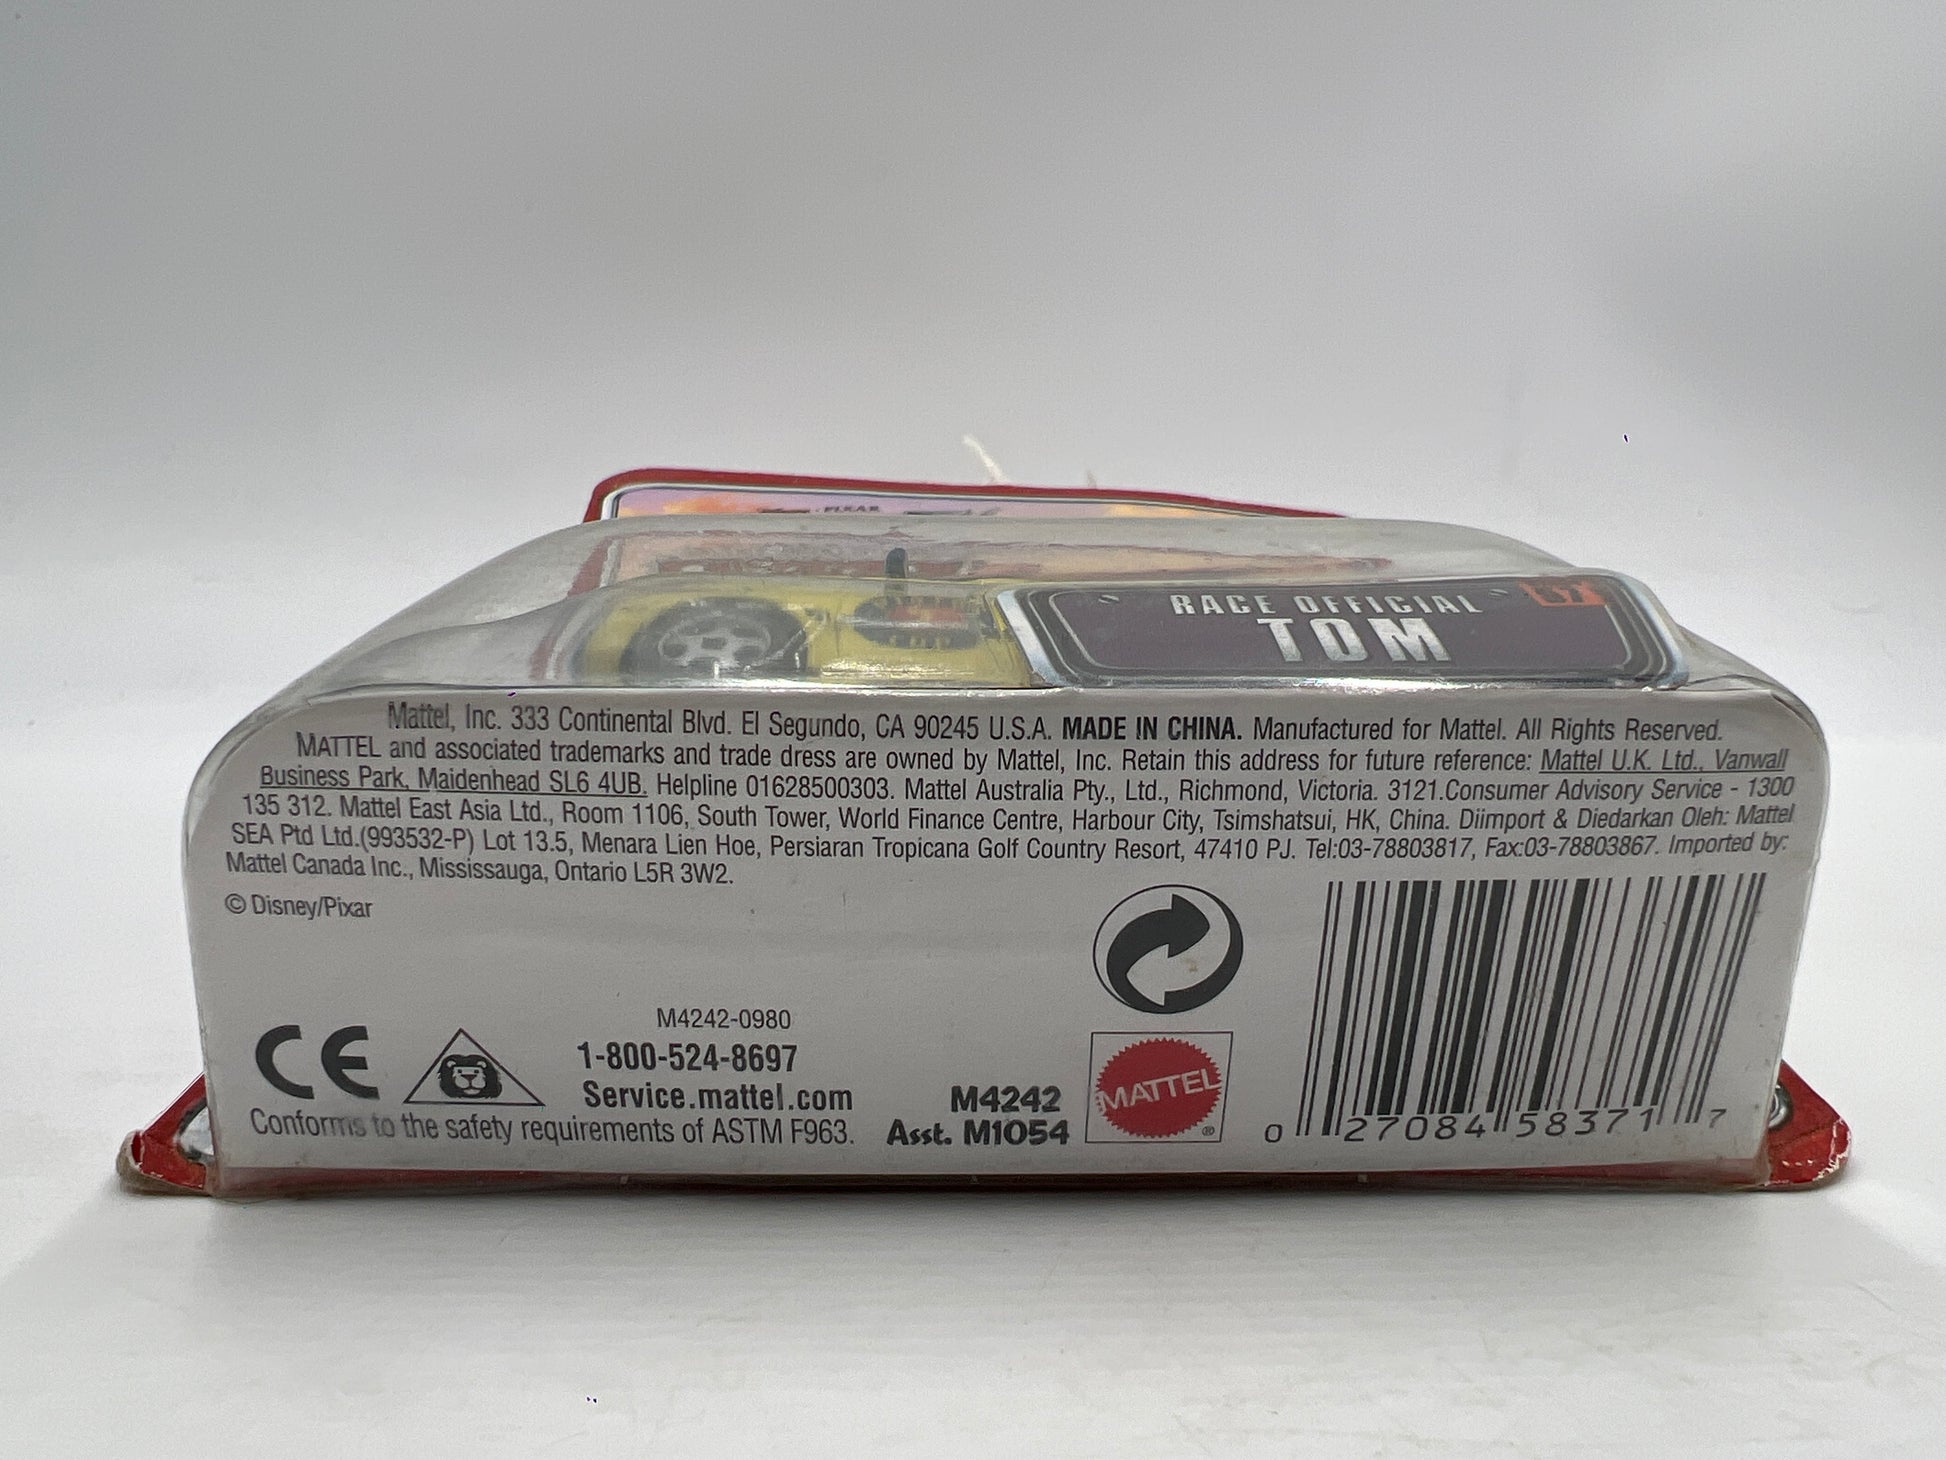 PIXAR
RACE OFFICIAL
TOM
Mattel, Inc. 333 Continental Blvd. El Segundo, CA 90245 U.S.A. MADE IN CHINA. Manufactured for Mattel. All Rights Reserved.
MATTEL and associated trademarks and trade dress are owned by Mattel, Inc. Retain this address for future reference: Mattel U.K. Ltd., Vanwall
Business Park, Maidenhead SL6 4UB. Helpline 01628500303. Mattel Australia Pty., Ltd., Richmond, Victoria. 3121.Consumer Advisory Service - 1300
135 312. Mattel East Asia Ltd., Room 1106, South Tower, World Finance Centre, Harbour City, Tsimshatsui, HK, China. Diimport & Diedarkan Oleh: Mattel
SEA Ptd Ltd.(993532-P) Lot 13.5, Menara Lien Hoe, Persiaran Tropicana Golf Country Resort, 47410 PJ. Tel:03-78803817, Fax:03-78803867. Imported by:
Mattel Canada Inc., Mississauga, Ontario L5R 3W2.
© Disney/Pixar
CE
M4242-0980
1-800-524-8697
Service.mattel.com
Conforms to the safety requirements of ASTM F963.
M4242
Asst. M1054
MATTEL ®
0 27084 58371 7